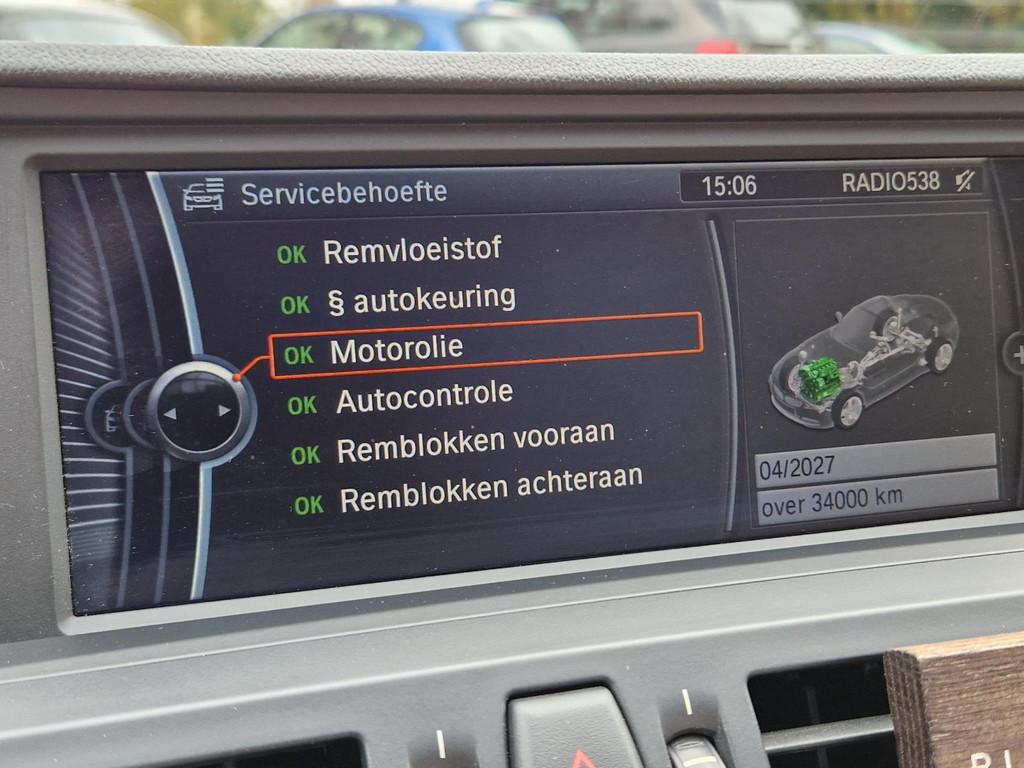 Servicebehoefte
15:06 RADIO538
OK Remvloeistof
OK § autokeuring
OK Motorolie
OK Autocontrole
OK Remblokken vooraan
OK Remblokken achteraan
04/2027
over 34000 km